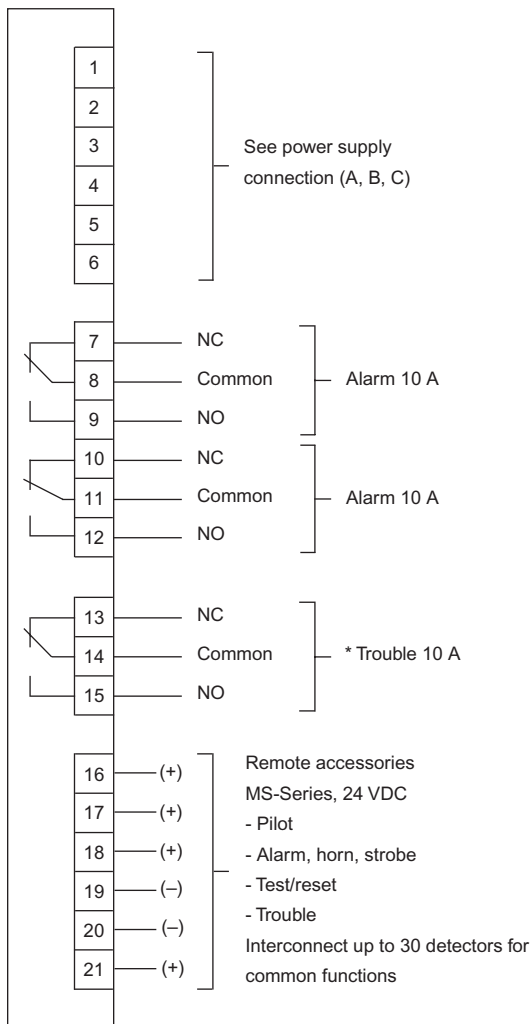 1
2
3
4
5
6
See power supply
connection (A, B, C)
7 NC
8 Common
9 NO
Alarm 10 A
10 NC
11 Common
12 NO
Alarm 10 A
13 NC
14 Common
15 NO
* Trouble 10 A
16 (+)
17 (+)
18 (+)
19 (–)
20 (–)
21 (+)
Remote accessories
MS-Series, 24 VDC
- Pilot
- Alarm, horn, strobe
- Test/reset
- Trouble
Interconnect up to 30 detectors for
common functions